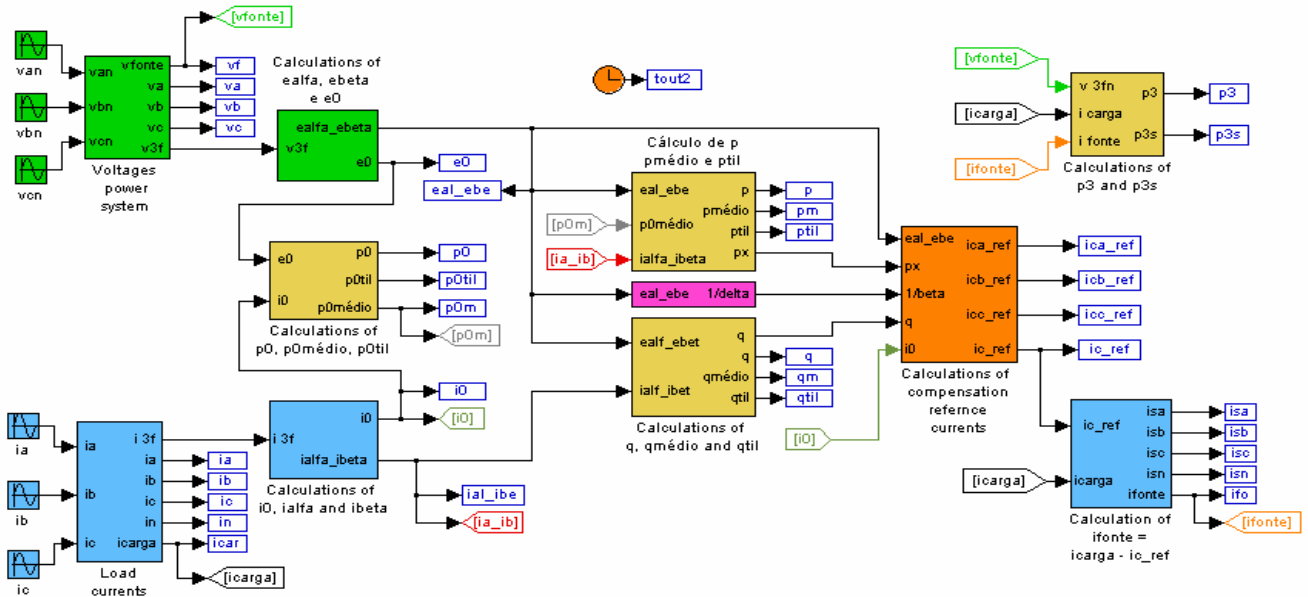 [vfonte]
van
vbn
vcn
van
vbn
vcn
vfonte
va
vb
vc
v3f
Voltages
power
system
vf
va
vb
vc
Calculations of
ealfa, ebeta
e e0
ealfa_ebeta
v3f
e0
e0
eal_ebe
tout2
e0
i0
p0
p0til
p0médio
Calculations of
p0, p0médio, p0til
p0
p0til
p0m
[p0m]
i0
[i0]
ia
ib
ic
ia
ib
ic
i 3f
ia
ib
ic
in
icarga
Load
currents
ia
ib
ic
in
icar
[icarga]
i 3f
i0
ialfa_ibeta
Calculations of
i0, ialfa and ibeta
ial_ibe
[ia_ib]
Cálculo de p
pmédio e ptil
eal_ebe
p0médio
ialfa_ibeta
p
pmédio
ptil
px
[p0m]
[ia_ib]
p
pm
ptil
eal_ebe 1/delta
ealf_ebet
ialf_ibet
q
q
qmédio
qtil
Calculations of
q, qmédio and qtil
q
qm
qtil
[i0]
eal_ebe
px
1/beta
q
i0
ica_ref
icb_ref
icc_ref
ic_ref
Calculations of
compensation
refernce
currents
ica_ref
icb_ref
icc_ref
ic_ref
[vfonte]
[icarga]
[ifonte]
v 3fn
i carga
i fonte
p3
p3s
Calculations of
p3 and p3s
p3
p3s
[icarga]
ic_ref
icarga
isa
isb
isc
isn
ifonte
Calculation of
ifonte =
icarga - ic_ref
isa
isb
isc
isn
ifo
[ifonte]